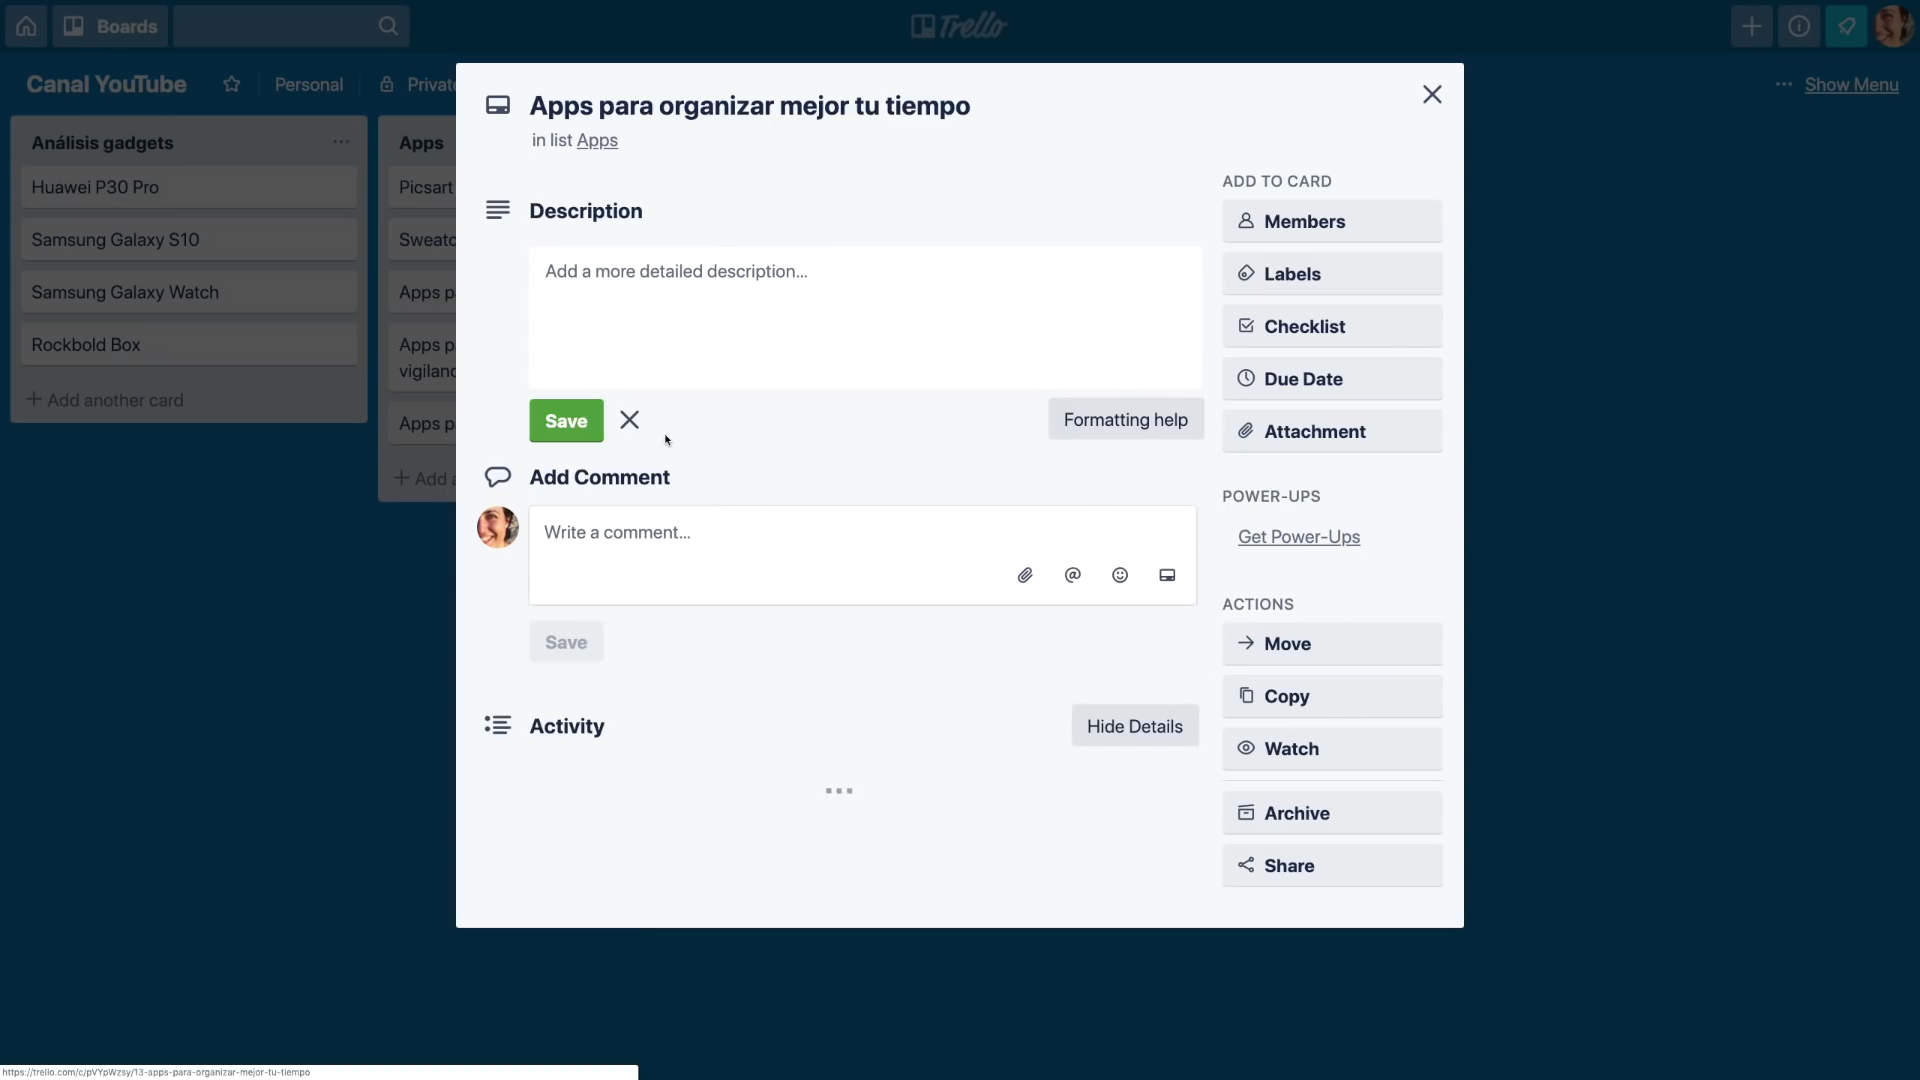 Boards
Trello
Canal YouTube
Personal
Private
Show Menu
Análisis gadgets
Huawei P30 Pro
Samsung Galaxy S10
Samsung Galaxy Watch
Rockbold Box
+ Add another card
Apps
Picsart
Sweatc
Apps p
Apps p
vigilanc
Apps p
+ Add a
Apps para organizar mejor tu tiempo
in list Apps
Description
Add a more detailed description...
Save
Formatting help
Add Comment
Write a comment...
Save
Activity
Hide Details
ADD TO CARD
Members
Labels
Checklist
Due Date
Attachment
POWER-UPS
Get Power-Ups
ACTIONS
Move
Copy
Watch
Archive
Share
https://trello.com/c/pVYpWzsy/13-apps-para-organizar-mejor-tu-tiempo